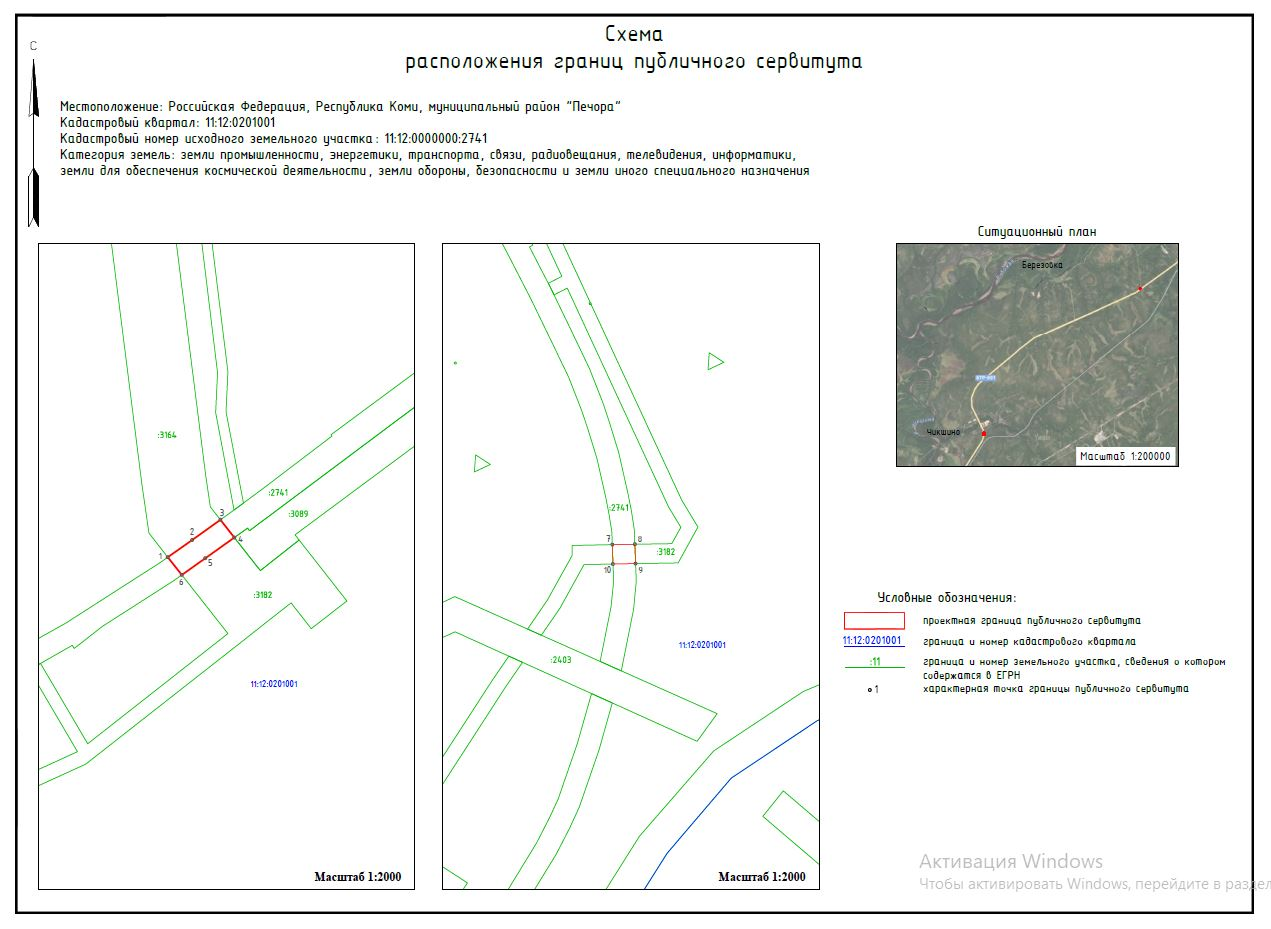 Схема
расположения границ публичного сервитута
С
Местоположение: Российская Федерация, Республика Коми, муниципальный район "Печора"
Кадастровый квартал: 11:12:0201001
Кадастровый номер исходного земельного участка: 11:12:0000000:2741
Категория земель: земли промышленности, энергетики, транспорта, связи, радиовещания, телевидения, информатики,
земли для обеспечения космической деятельности, земли обороны, безопасности и земли иного специального назначения
:3164
:2741
:3089
3
2
4
1
5
6
:3182
11:12:0201001
Масштаб 1:2000
:2741
7
8
:3182
10
9
11:12:0201001
:2403
Масштаб 1:2000
Ситуационный план
Березовка
Чикшино
Масштаб 1:200000
Условные обозначения:
проектная граница публичного сервитута
11:12:0201001 граница и номер кадастрового квартала
:11 граница и номер земельного участка, сведения о котором
содержатся в ЕГРН
1 характерная точка границы публичного сервитута
Активация Windows
Чтобы активировать Windows, перейдите в раздел